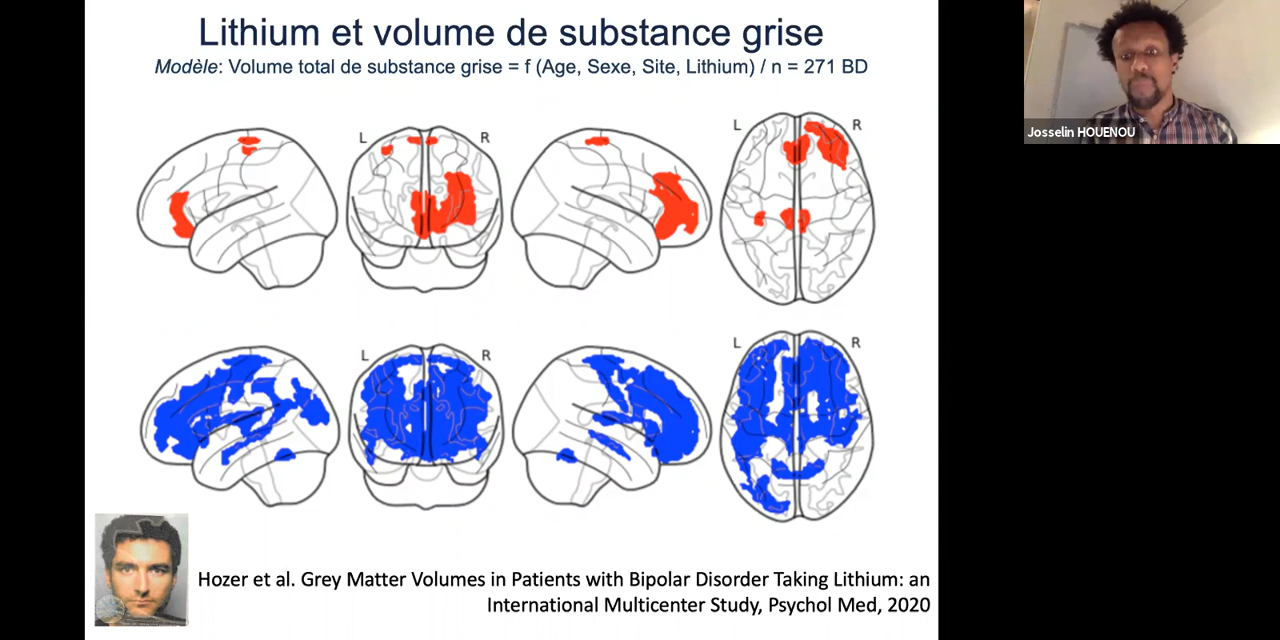 Lithium et volume de substance grise
Modèle: Volume total de substance grise = f (Age, Sexe, Site, Lithium) / n = 271 BD
L R L R
L R L R
Hozer et al. Grey Matter Volumes in Patients with Bipolar Disorder Taking Lithium: an
International Multicenter Study, Psychol Med, 2020
Josselin HOUENOU